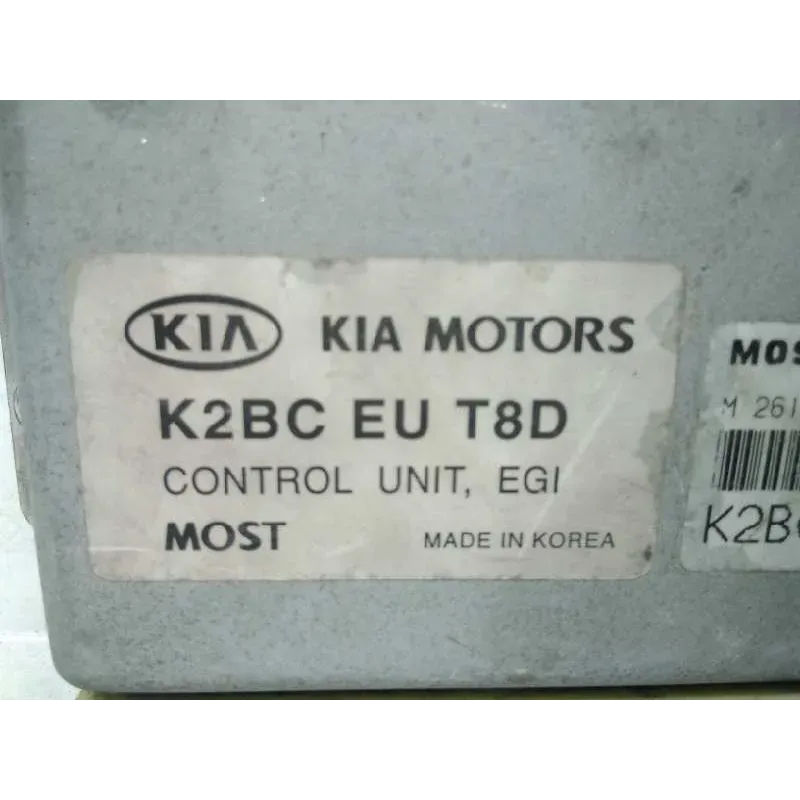 KIA KIA MOTORS
K2BC EU T8D
CONTROL UNIT, EGI
MOST MADE IN KOREA
MOS
M 261
K2B